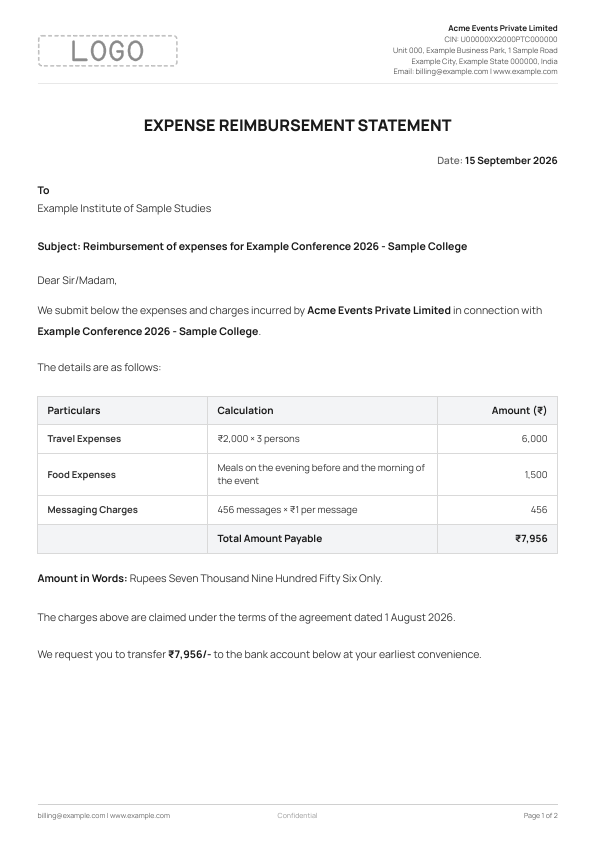 LOGO
Acme Events Private Limited
CIN: U00000XX2000PTC000000
Unit 000, Example Business Park, 1 Sample Road
Example City, Example State 000000, India
Email: billing@example.com | www.example.com
EXPENSE REIMBURSEMENT STATEMENT
Date: 15 September 2026
To
Example Institute of Sample Studies
Subject: Reimbursement of expenses for Example Conference 2026 - Sample College
Dear Sir/Madam,
We submit below the expenses and charges incurred by Acme Events Private Limited in connection with
Example Conference 2026 - Sample College.
The details are as follows:
Particulars Calculation Amount (₹)
Travel Expenses ₹2,000 × 3 persons 6,000
Food Expenses Meals on the evening before and the morning of
the event 1,500
Messaging Charges 456 messages × ₹1 per message 456
Total Amount Payable ₹7,956
Amount in Words: Rupees Seven Thousand Nine Hundred Fifty Six Only.
The charges above are claimed under the terms of the agreement dated 1 August 2026.
We request you to transfer ₹7,956/- to the bank account below at your earliest convenience.
billing@example.com | www.example.com Confidential Page 1 of 2